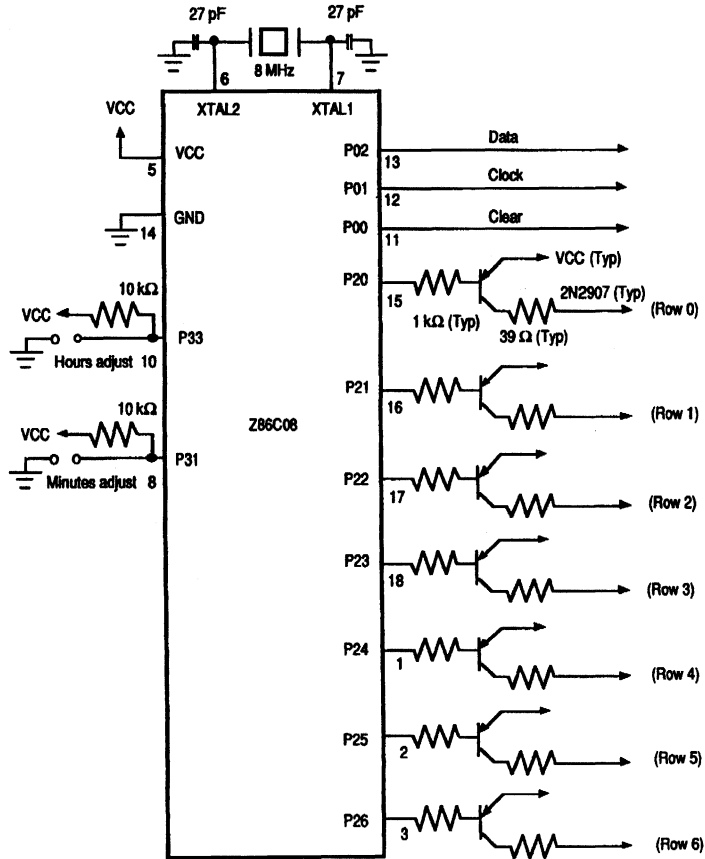 27 pF
27 pF
8 MHz
6
7
XTAL2
XTAL1
VCC
5
VCC
GND
14
10 kΩ
VCC
P33
Hours adjust
10
10 kΩ
VCC
P31
Minutes adjust
8
Z86C08
P02
13
Data
P01
12
Clock
P00
11
Clear
P20
15
VCC (Typ)
1 kΩ (Typ)
2N2907 (Typ)
39 Ω (Typ)
(Row 0)
P21
16
(Row 1)
P22
17
(Row 2)
P23
18
(Row 3)
P24
1
(Row 4)
P25
2
(Row 5)
P26
3
(Row 6)